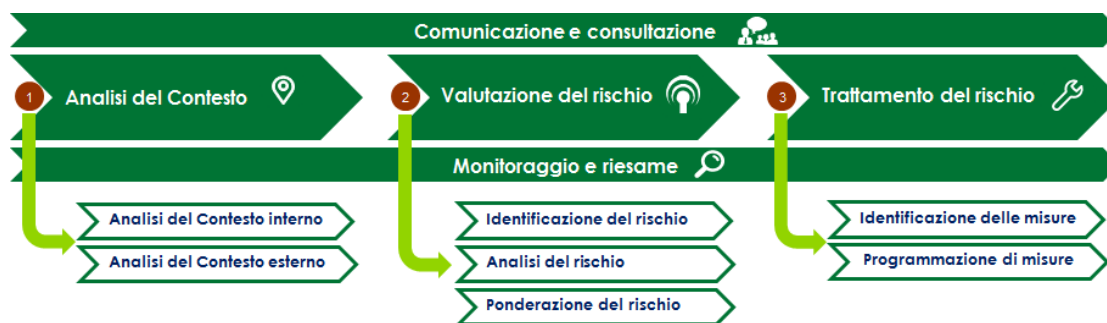 Comunicazione e consultazione
1 Analisi del Contesto
2 Valutazione del rischio
3 Trattamento del rischio
Monitoraggio e riesame
Analisi del Contesto interno
Analisi del Contesto esterno
Identificazione del rischio
Analisi del rischio
Ponderazione del rischio
Identificazione delle misure
Programmazione di misure